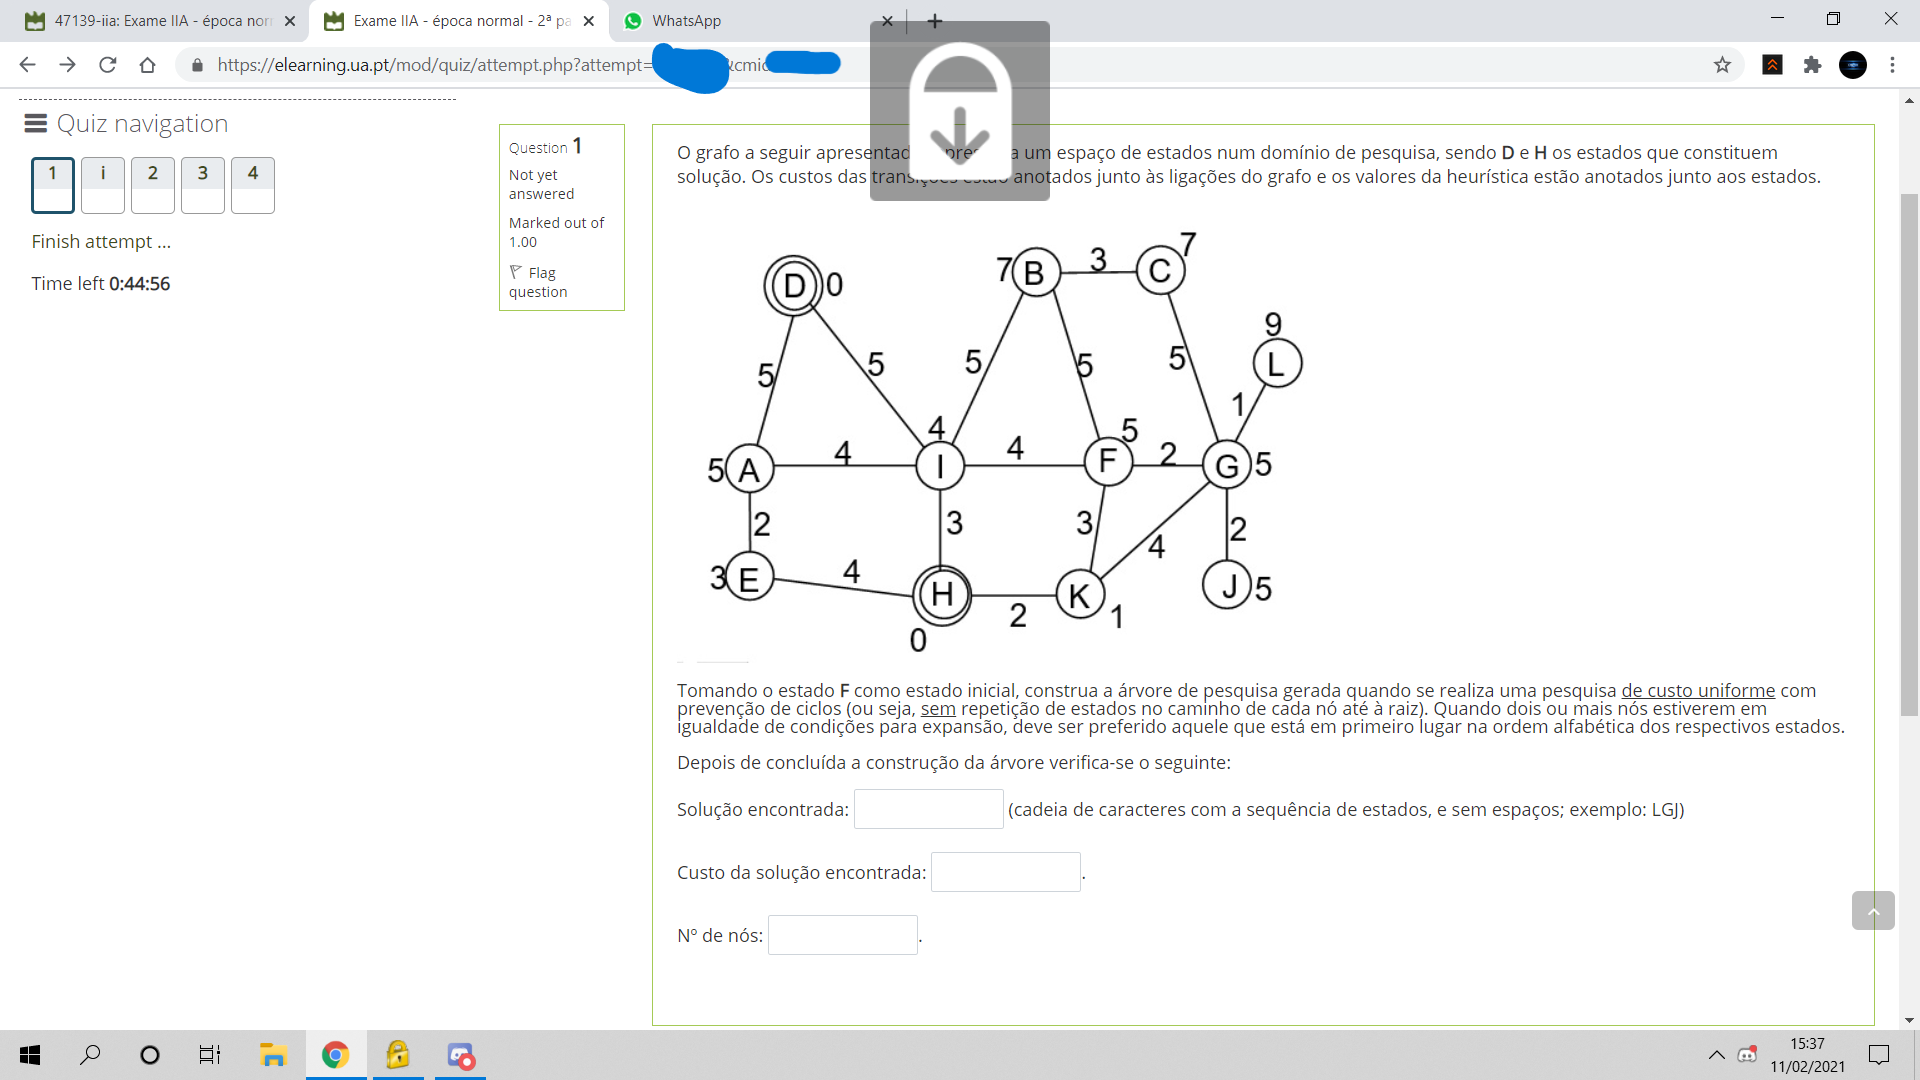 47139-iia: Exame IIA - época nor
Exame IIA - época normal - 2ª pa
WhatsApp
https://elearning.ua.pt/mod/quiz/attempt.php?attempt=
Quiz navigation
1 i 2 3 4
Finish attempt ...
Time left 0:44:56
Question 1
Not yet
answered
Marked out of
1.00
Flag
question
O grafo a seguir a um espaço de estados num domínio de pesquisa, sendo D e H os estados que constituem
solução. Os custos das anotados junto às ligações do grafo e os valores da heurística estão anotados junto aos estados.
D 0
7 B 3 C 7
9
L
5 5 5 5 5 1
5 A 4 4 I 4 5 F 2 G 5
2 3 3 4 2
3 E 4 H 2 K 1 J 5
0
Tomando o estado F como estado inicial, construa a árvore de pesquisa gerada quando se realiza uma pesquisa de custo uniforme com
prevenção de ciclos (ou seja, sem repetição de estados no caminho de cada nó até à raiz). Quando dois ou mais nós estiverem em
igualdade de condições para expansão, deve ser preferido aquele que está em primeiro lugar na ordem alfabética dos respectivos estados.
Depois de concluída a construção da árvore verifica-se o seguinte:
Solução encontrada: (cadeia de caracteres com a sequência de estados, e sem espaços; exemplo: LGJ)
Custo da solução encontrada: .
Nº de nós: .
15:37
11/02/2021